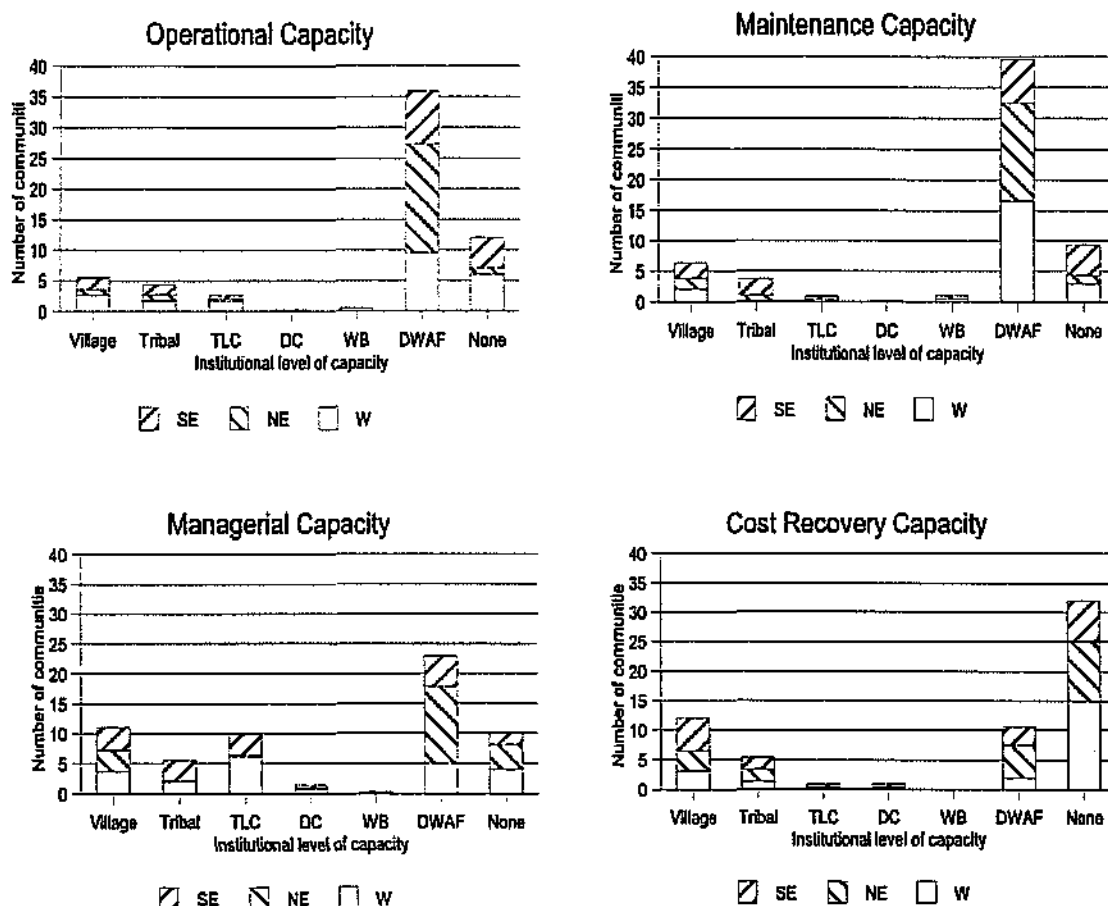 Operational Capacity
Number of communiti
40
35
30
25
20
15
10
5
0
Village Tribal TLC DC WB DWAF None
Institutional level of capacity
SE NE W
Maintenance Capacity
Number of communiti
40
35
30
25
20
15
10
5
0
Village Tribal TLC DC WB DWAF None
Institutional level of capacity
SE NE W
Managerial Capacity
Number of communitie
40
35
30
25
20
15
10
5
0
Village Tribal TLC DC WB DWAF None
Institutional level of capacity
SE NE W
Cost Recovery Capacity
Number of communitie
40
35
30
25
20
15
10
5
0
Village Tribal TLC DC WB DWAF None
Institutional level of capacity
SE NE W